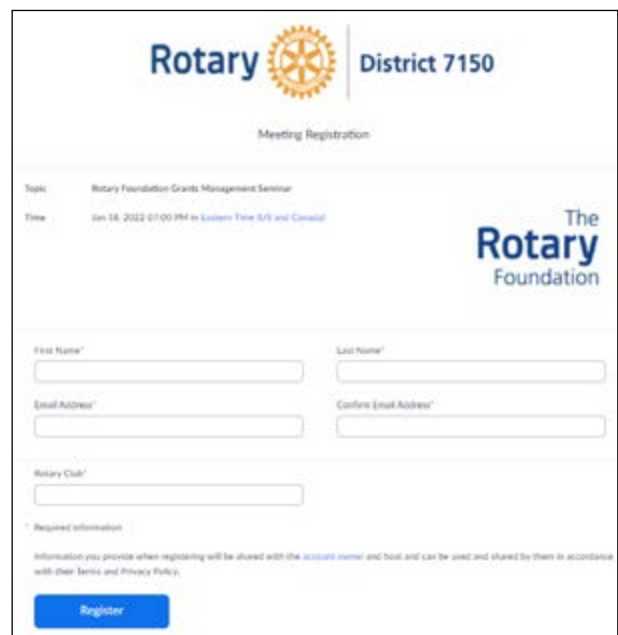 Rotary District 7150
Meeting Registration
Topic Rotary Foundation Grants Management Seminar
Time Jan 18, 2022 07:00 PM in Eastern Time (US and Canada)
The
Rotary
Foundation
First Name* Last Name*
Email Address* Confirm Email Address*
Rotary Club*
* Required information
Information you provide when registering will be shared with the account owner and host and can be used and shared by them in accordance
with their Terms and Privacy Policy.
Register